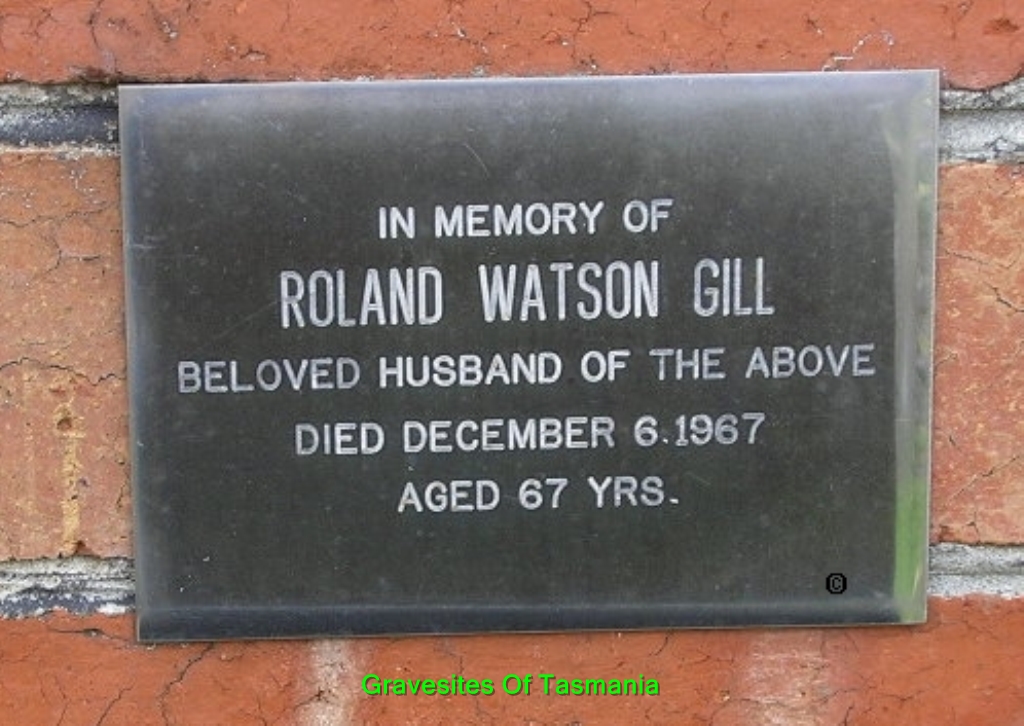 IN MEMORY OF
ROLAND WATSON GILL
BELOVED HUSBAND OF THE ABOVE
DIED DECEMBER 6.1967
AGED 67 YRS.
©
Gravesites Of Tasmania